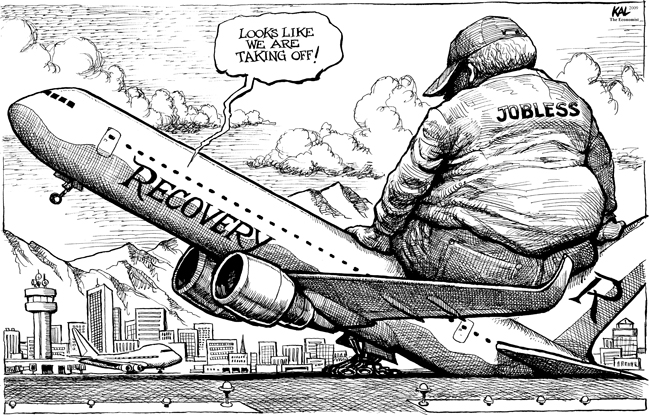 LOOKS LIKE
WE ARE
TAKING OFF!
KAL
The Economist
JOBLESS
RECOVERY
R